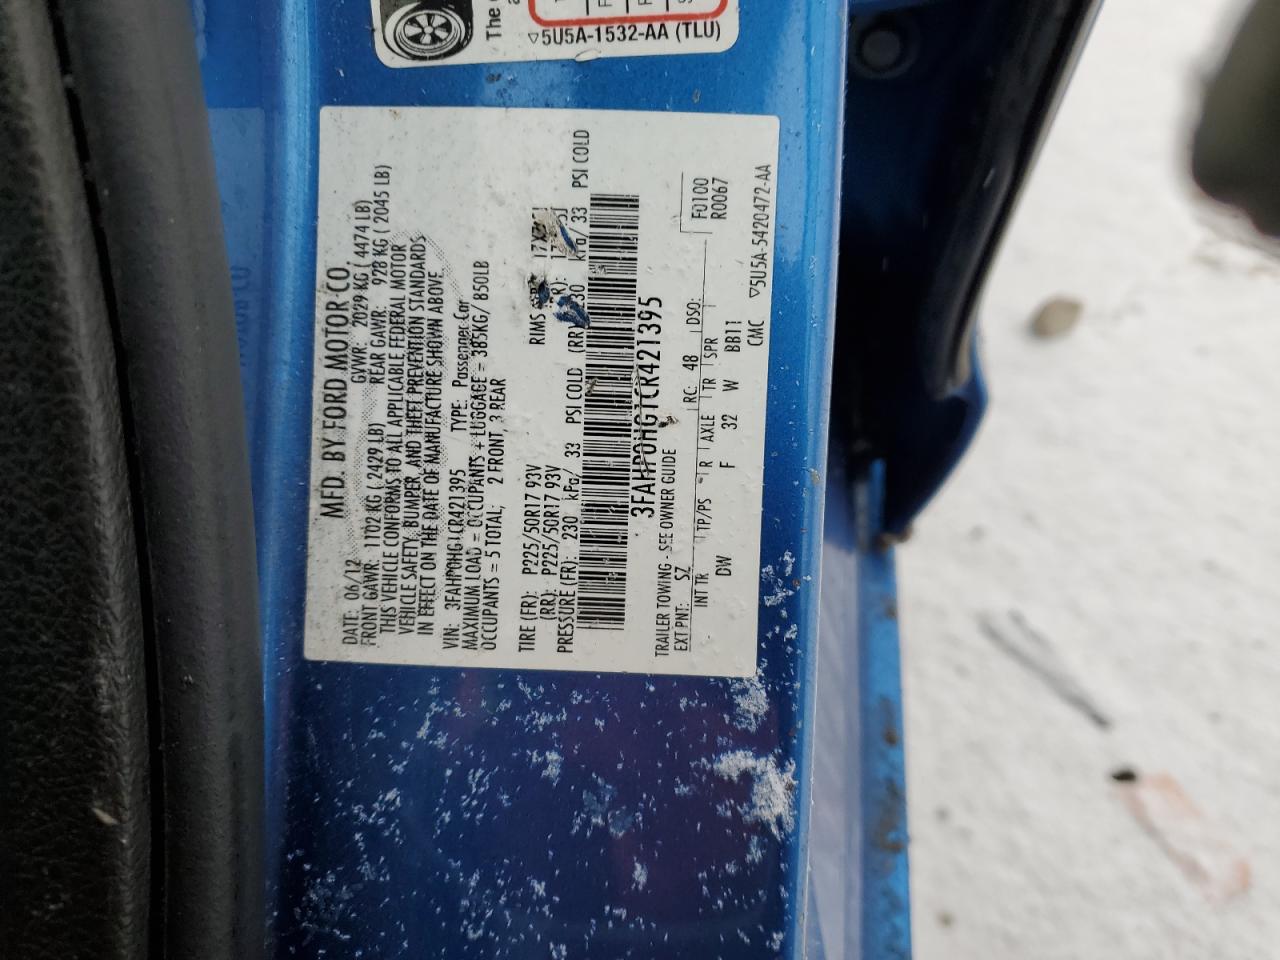 The
5U5A-1532-AA (TLU)
MFD. BY FORD MOTOR CO.
DATE: 06/12 GVWR: 2029 KG ( 4474 LB)
FRONT GAWR: 1102 KG ( 2429 LB) REAR GAWR: 928 KG ( 2045 LB)
THIS VEHICLE CONFORMS TO ALL APPLICABLE FEDERAL MOTOR
VEHICLE SAFETY, BUMPER, AND THEFT PREVENTION STANDARDS
IN EFFECT ON THE DATE OF MANUFACTURE SHOWN ABOVE.
VIN: 3FAHP0HG1CR421395 TYPE: Passenger Car
MAXIMUM LOAD = OCCUPANTS + LUGGAGE = 385KG/ 850LB
OCCUPANTS = 5 TOTAL; 2 FRONT, 3 REAR
TIRE (FR): P225/50R17 93V RIMS
(RR): P225/50R17 93V
PRESSURE (FR): 230 kPa/ 33 PSI COLD (RR) 230 kPa/ 33 PSI COLD
3FAHP0HG1CR421395
TRAILER TOWING - SEE OWNER GUIDE F0100
EXT PNT: SZ RC: 48 DSO: R0067
INT TR TP/PS R AXLE TR SPR
DW F 32 W BB11
CMC 5U5A-5420472-AA